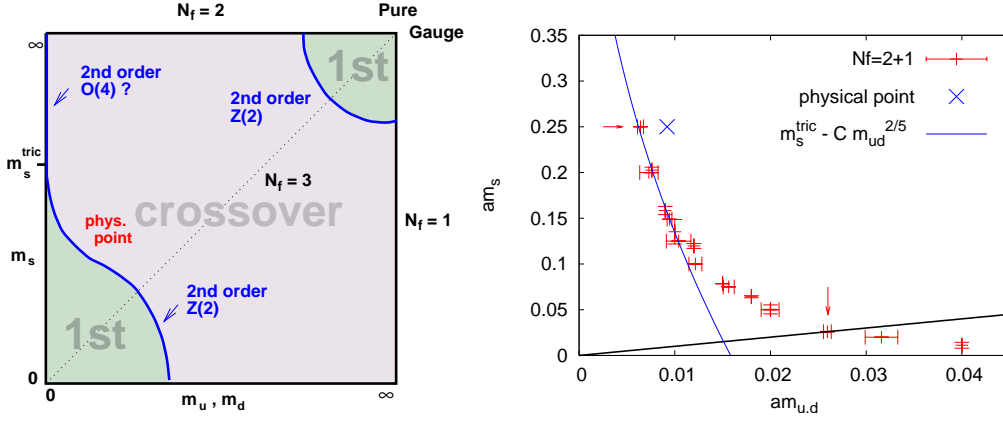 N_f = 2
Pure
Gauge
∞
1st
2nd order
O(4) ?
2nd order
Z(2)
m_s^tric
N_f = 3
crossover
phys.
point
N_f = 1
m_s
2nd order
Z(2)
1st
0
0
m_u , m_d
∞
0.35
0.3
0.25
0.2
0.15
0.1
0.05
0
am_s
Nf=2+1
physical point
m_s^tric - C m_ud^2/5
0
0.01
0.02
0.03
0.04
am_u,d